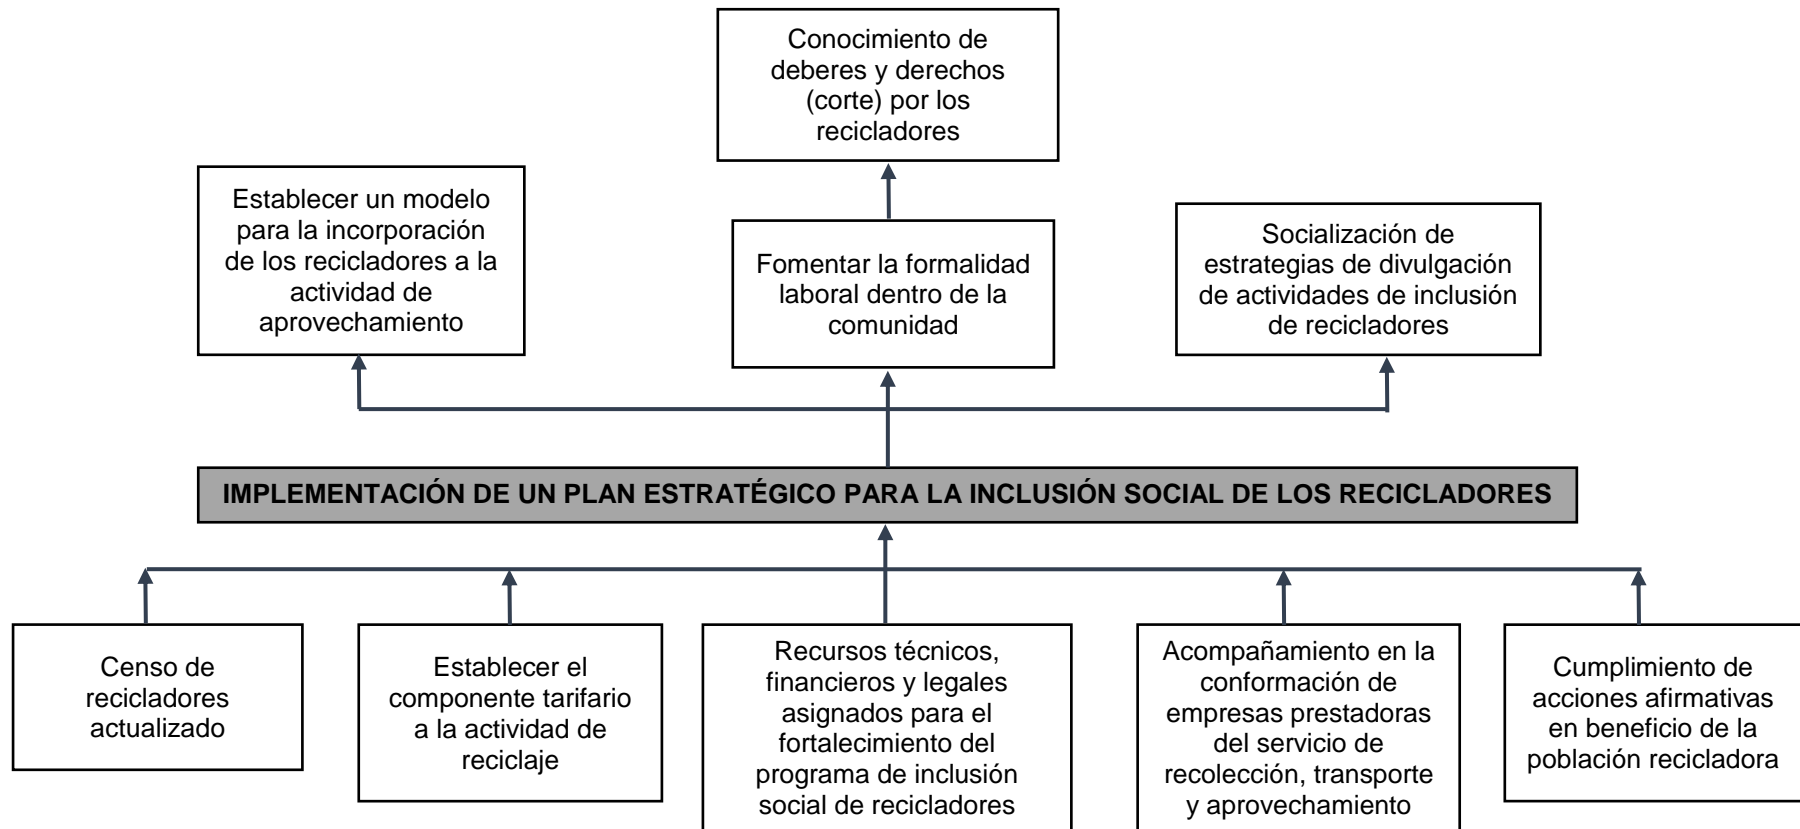 Conocimiento de
deberes y derechos
(corte) por los
recicladores
Establecer un modelo
para la incorporación
de los recicladores a la
actividad de
aprovechamiento
Fomentar la formalidad
laboral dentro de la
comunidad
Socialización de
estrategias de divulgación
de actividades de inclusión
de recicladores
IMPLEMENTACIÓN DE UN PLAN ESTRATÉGICO PARA LA INCLUSIÓN SOCIAL DE LOS RECICLADORES
Censo de
recicladores
actualizado
Establecer el
componente tarifario
a la actividad de
reciclaje
Recursos técnicos,
financieros y legales
asignados para el
fortalecimiento del
programa de inclusión
social de recicladores
Acompañamiento en la
conformación de
empresas prestadoras
del servicio de
recolección, transporte
y aprovechamiento
Cumplimiento de
acciones afirmativas
en beneficio de la
población recicladora